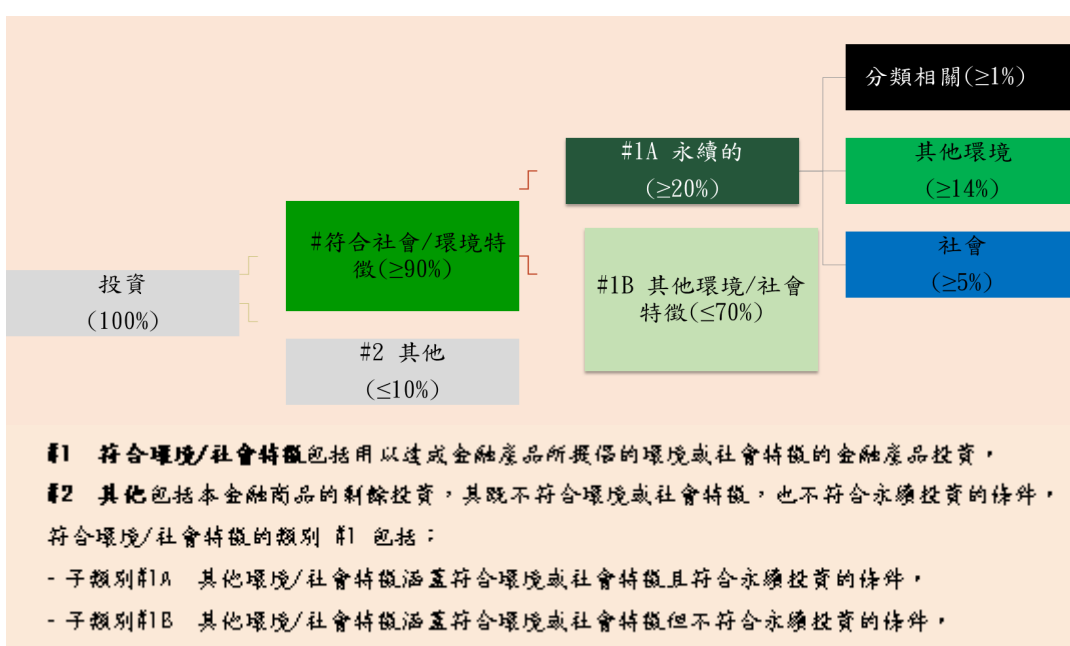 分類相關(≥1%)
#1A 永續的
(≥20%)
其他環境
(≥14%)
#符合社會/環境特
徵(≥90%)
社會
(≥5%)
投資
(100%)
#1B 其他環境/社會
特徵(≤70%)
#2 其他
(≤10%)
#1 符合環境/社會特徵包括用以達成金融產品所提倡的環境或社會特徵的金融產品投資，
#2 其他包括本金融商品的剩餘投資，其既不符合環境或社會特徵，也不符合永續投資的條件，
符合環境/社會特徵的類別 #1 包括；
- 子類別#1A 其他環境/社會特徵涵蓋符合環境或社會特徵且符合永續投資的條件，
- 子類別#1B 其他環境/社會特徵涵蓋符合環境或社會特徵但不符合永續投資的條件，